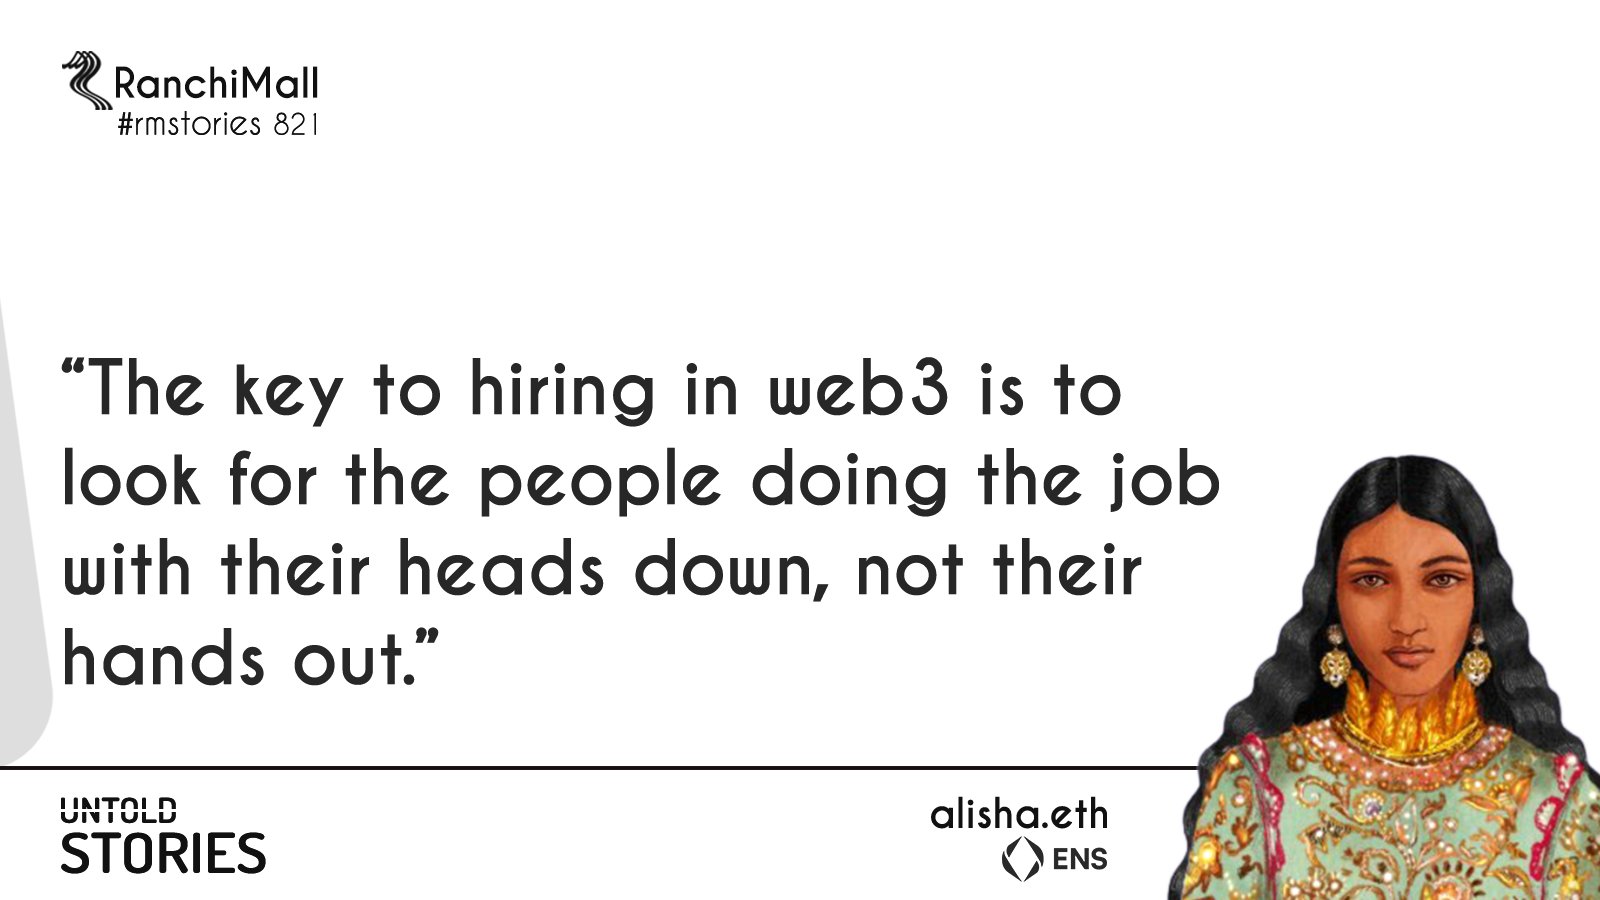 RanchiMall
#rmstories 821
“The key to hiring in web3 is to
look for the people doing the job
with their heads down, not their
hands out.”
UNTOLD
STORIES
alisha.eth
ENS